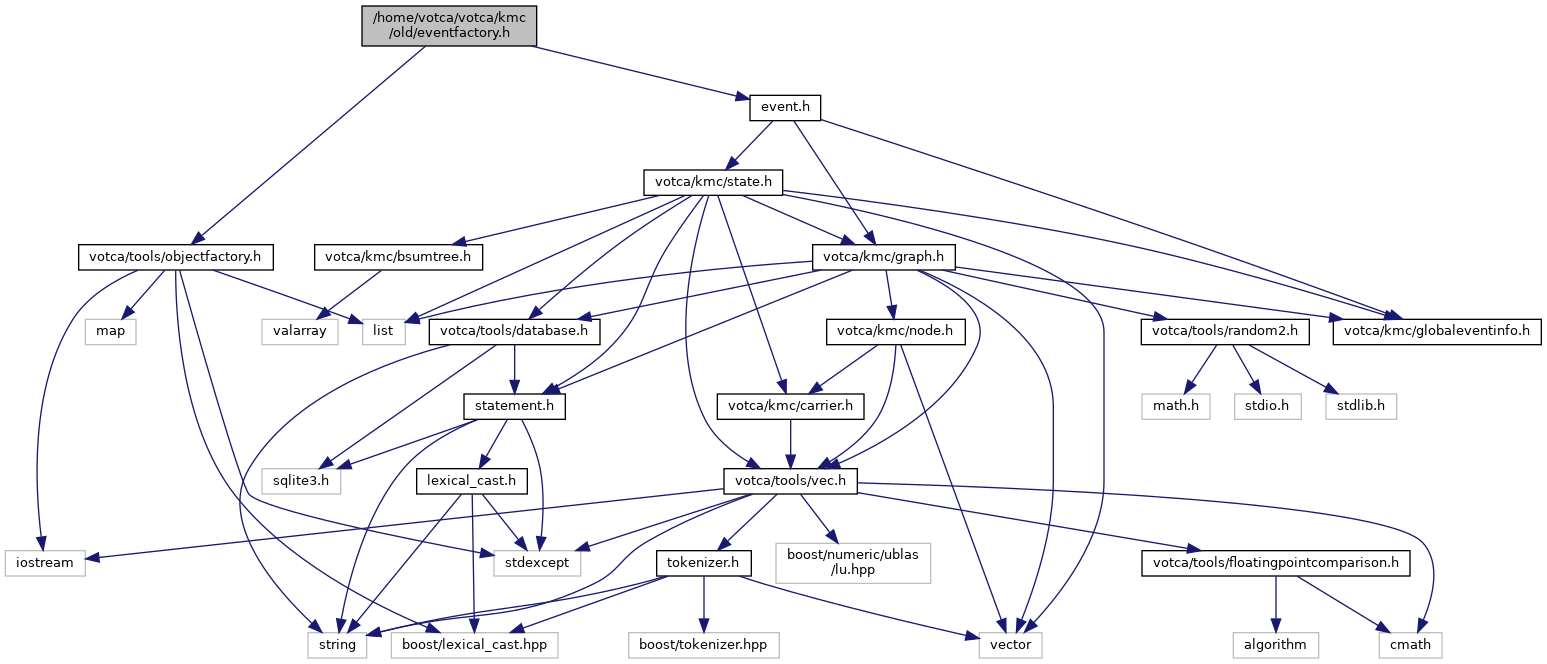 /home/votca/votca/kmc
/old/eventfactory.h
event.h
votca/kmc/state.h
votca/tools/objectfactory.h
votca/kmc/bsumtree.h
votca/kmc/graph.h
map
valarray
list
votca/tools/database.h
votca/kmc/node.h
votca/tools/random2.h
votca/kmc/globaleventinfo.h
statement.h
votca/kmc/carrier.h
math.h
stdio.h
stdlib.h
sqlite3.h
lexical_cast.h
votca/tools/vec.h
iostream
stdexcept
tokenizer.h
boost/numeric/ublas
/lu.hpp
votca/tools/floatingpointcomparison.h
string
boost/lexical_cast.hpp
boost/tokenizer.hpp
vector
algorithm
cmath